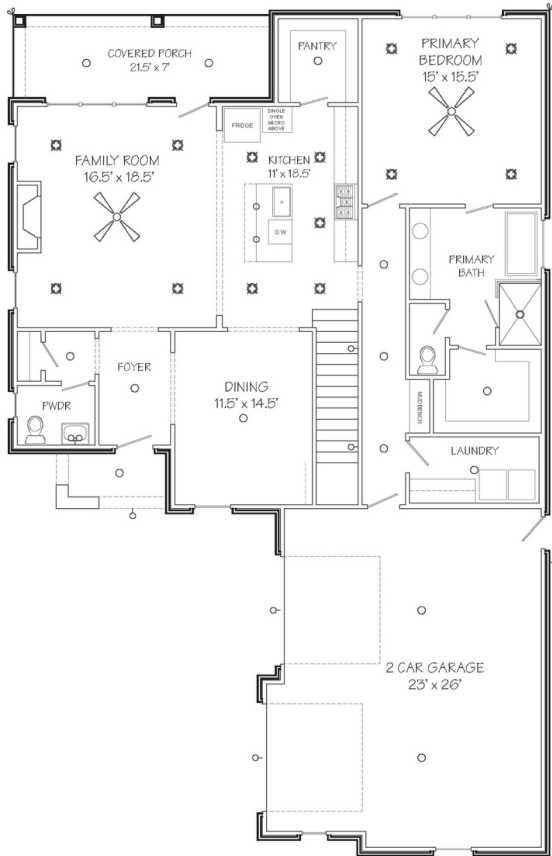 COVERED PORCH
21.5' x 7'
PANTRY
PRIMARY
BEDROOM
15' x 15.5'
FRIDGE
SINGLE
OVEN
MICRO
ABOVE
FAMILY ROOM
16.5' x 18.5'
KITCHEN
11' x 18.5'
D.W.
PRIMARY
BATH
FOYER
PWDR
DINING
11.5' x 14.5'
MUDBENCH
LAUNDRY
2 CAR GARAGE
23' x 26'